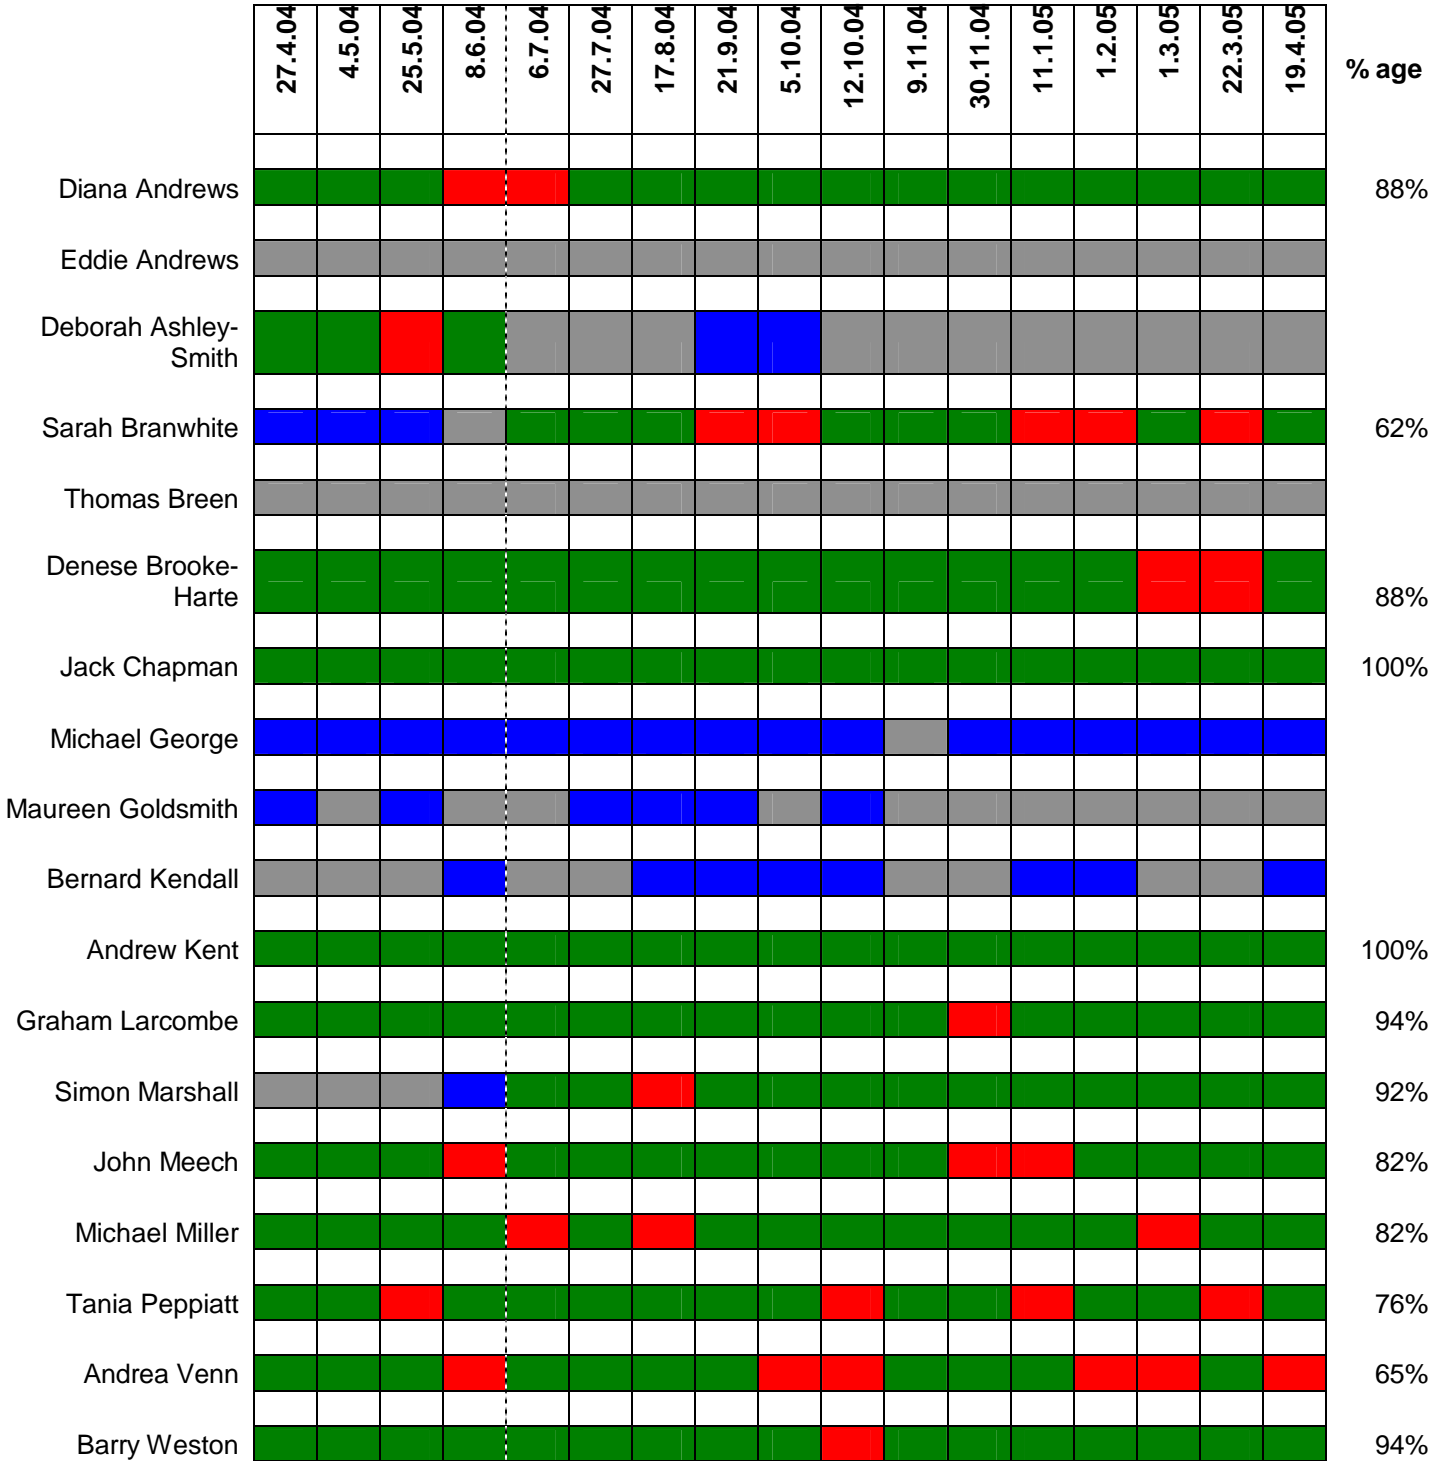 27.4.04 4.5.04 25.5.04 8.6.04 6.7.04 27.7.04 17.8.04 21.9.04 5.10.04 12.10.04 9.11.04 30.11.04 11.1.05 1.2.05 1.3.05 22.3.05 19.4.05 % age
Diana Andrews 88%
Eddie Andrews
Deborah Ashley-
Smith
Sarah Branwhite 62%
Thomas Breen
Denese Brooke-
Harte 88%
Jack Chapman 100%
Michael George
Maureen Goldsmith
Bernard Kendall
Andrew Kent 100%
Graham Larcombe 94%
Simon Marshall 92%
John Meech 82%
Michael Miller 82%
Tania Peppiatt 76%
Andrea Venn 65%
Barry Weston 94%